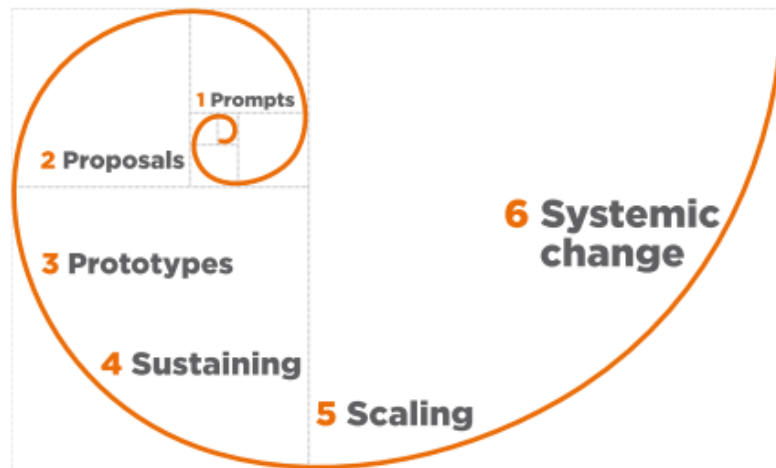 1 Prompts
2 Proposals
3 Prototypes
4 Sustaining
5 Scaling
6 Systemic
change